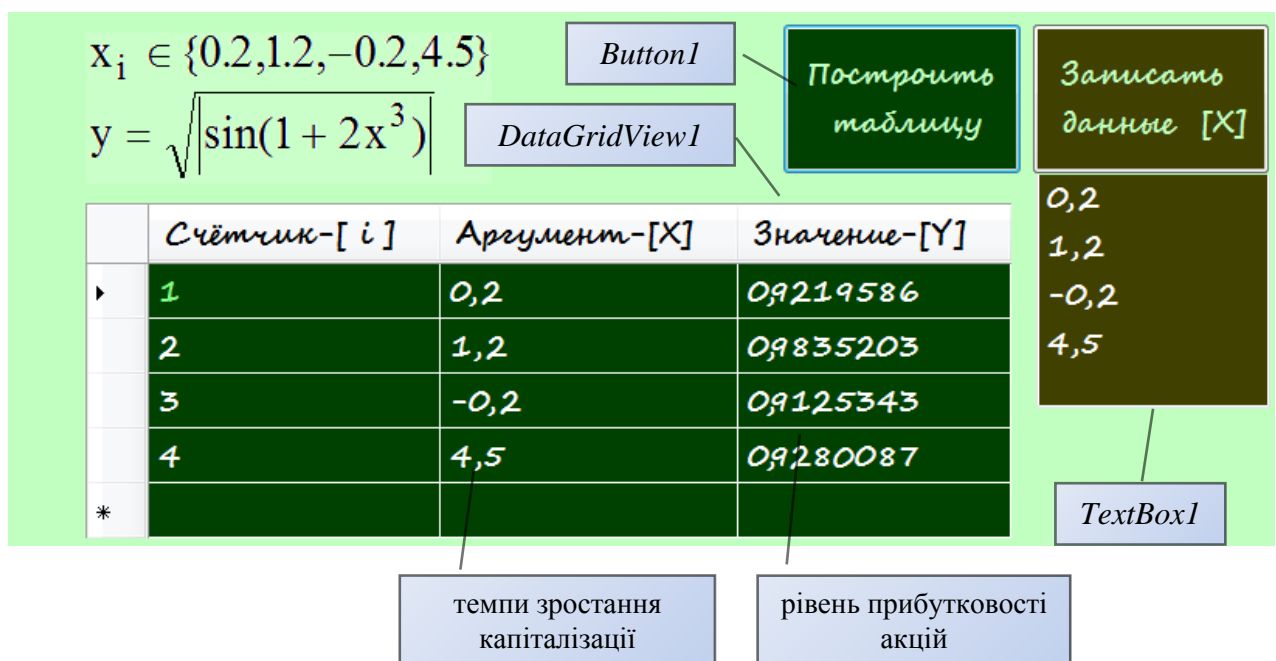 xᵢ ∈ {0.2,1.2,−0.2,4.5}
y = √|sin(1 + 2x³)|
Button1
DataGridView1
Построить
таблицу
Записать
данные [X]
0,2
1,2
-0,2
4,5
Счётчик-[ i ] Аргумент-[X] Значение-[Y]
1 0,2 0,9219586
2 1,2 0,9835203
3 -0,2 0,9125343
4 4,5 0,9280087
*
TextBox1
темпи зростання
капіталізації
рівень прибутковості
акцій